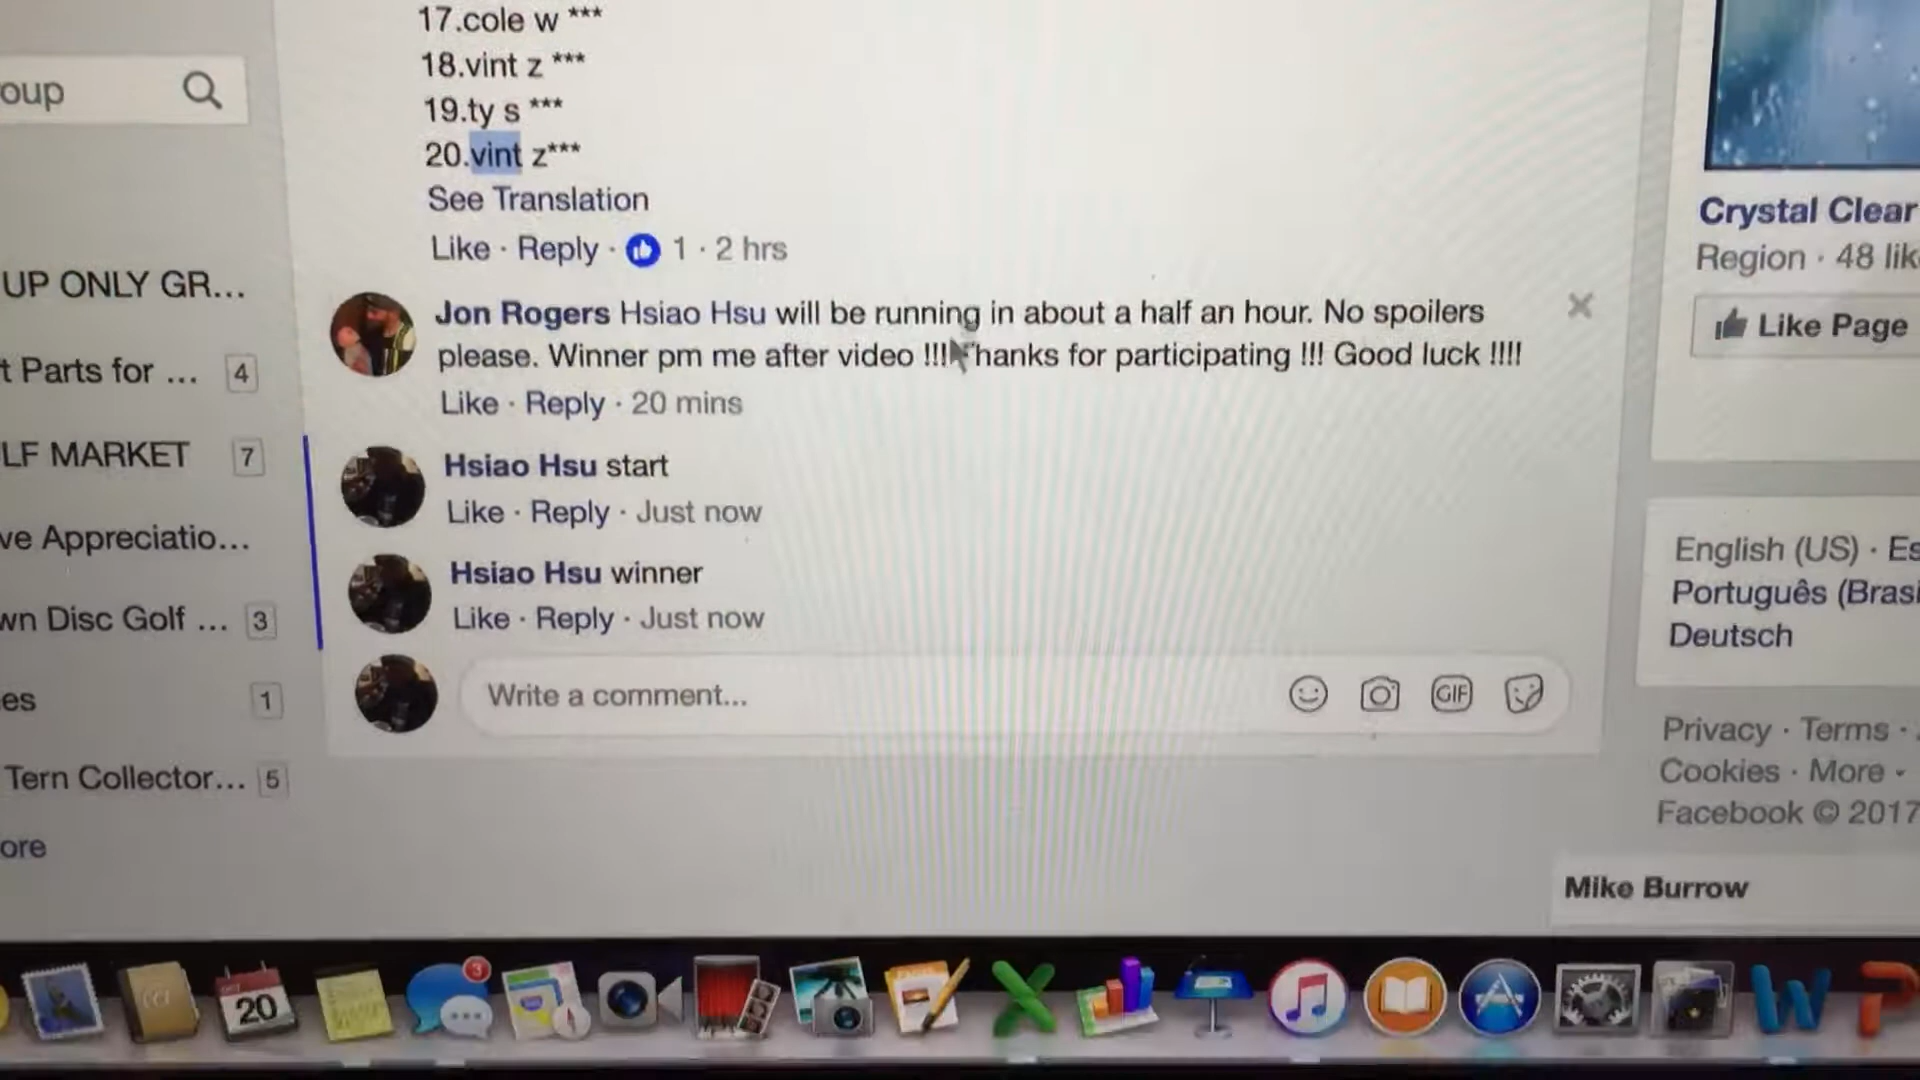 17.cole w ***
18.vint z ***
19.ty s ***
20.vint z***
See Translation
Like · Reply · 1 · 2 hrs
Jon Rogers Hsiao Hsu will be running in about a half an hour. No spoilers
please. Winner pm me after video !!! Thanks for participating !!! Good luck !!!!
Like · Reply · 20 mins
Hsiao Hsu start
Like · Reply · Just now
Hsiao Hsu winner
Like · Reply · Just now
Write a comment...
GIF
oup
UP ONLY GR...
t Parts for ... 4
LF MARKET 7
ve Appreciatio...
wn Disc Golf ... 3
es 1
Tern Collector... 5
ore
Crystal Clear
Region · 48 lik
Like Page
English (US) · Es
Português (Brasi
Deutsch
Privacy · Terms ·
Cookies · More
Facebook © 2017
Mike Burrow
20
3